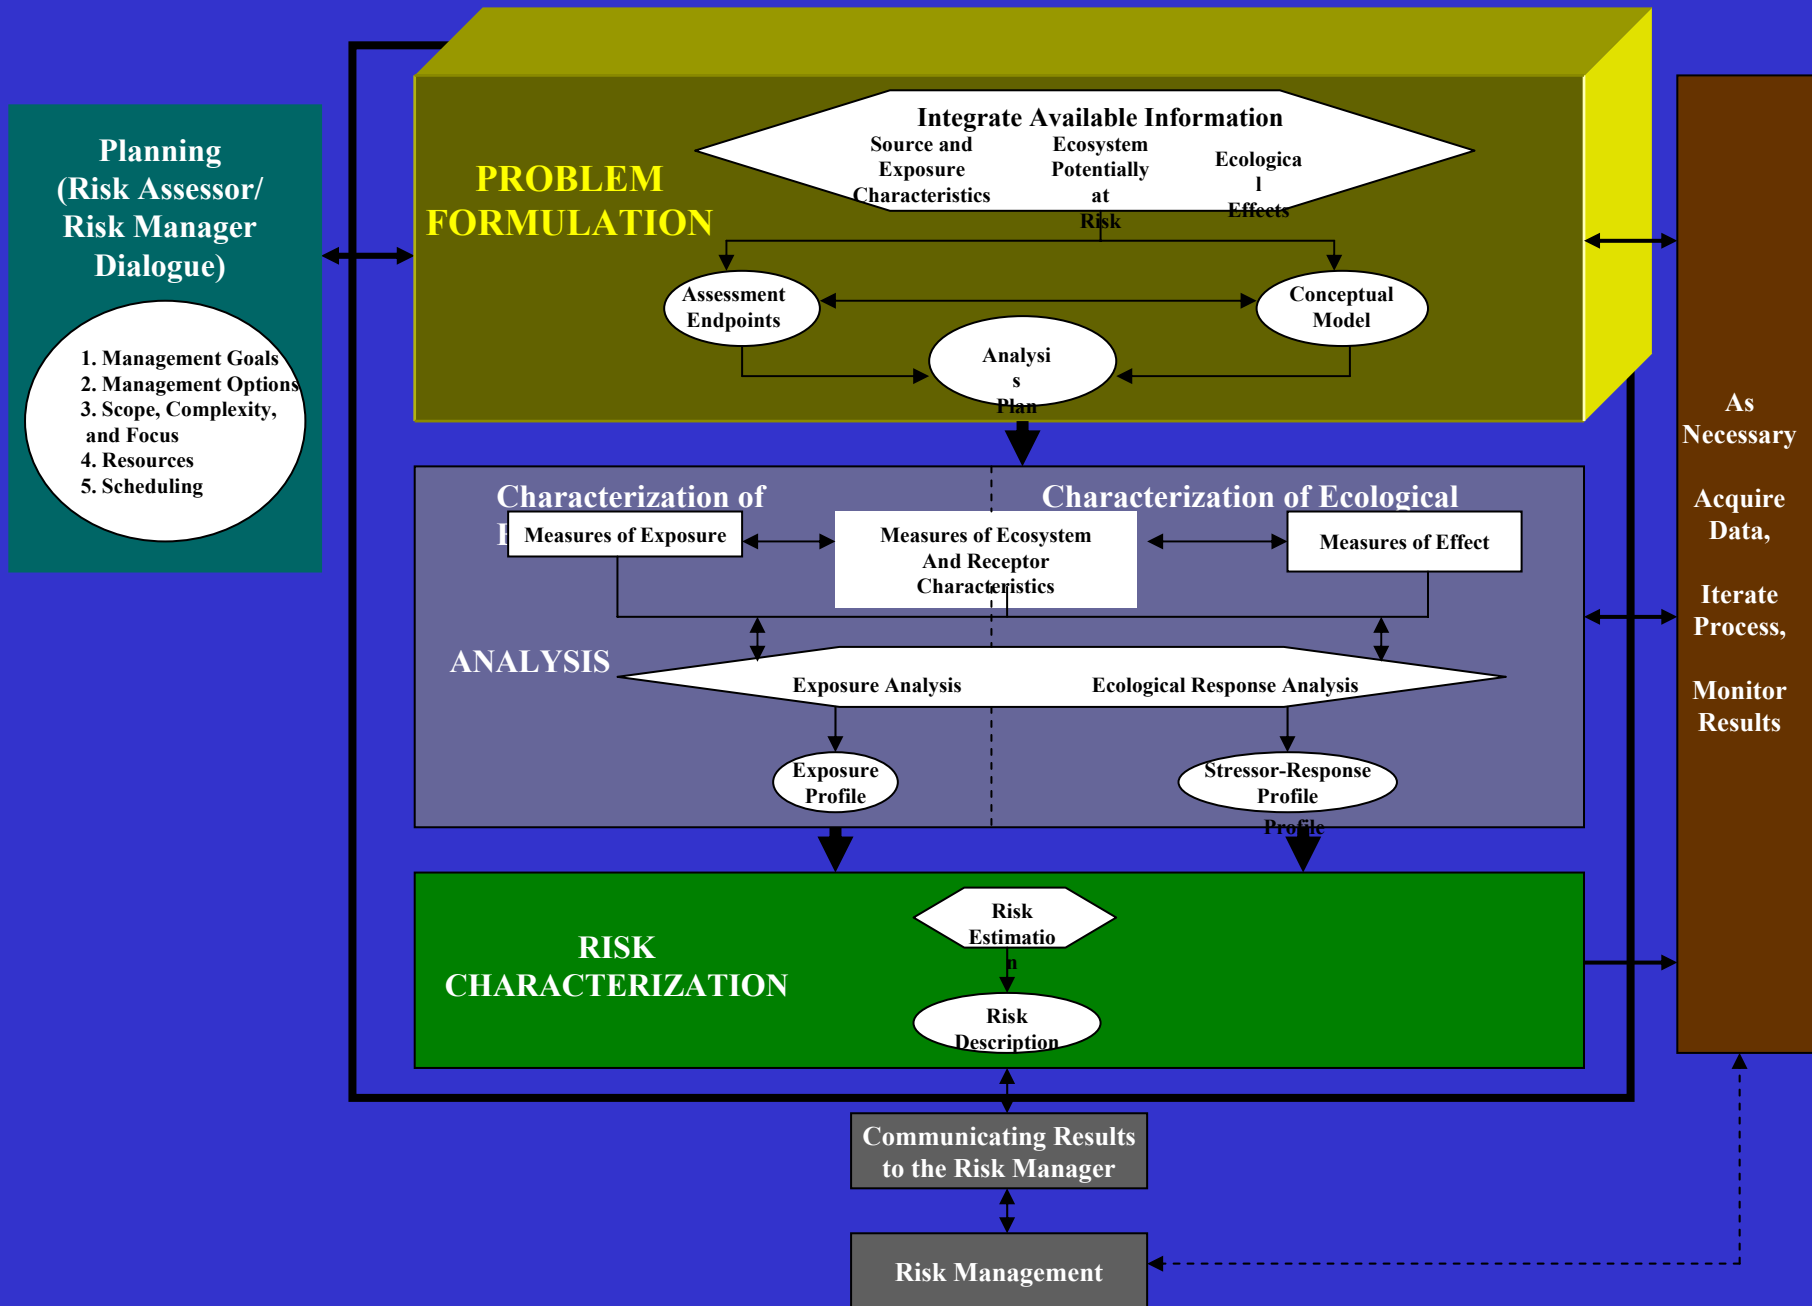 Planning
(Risk Assessor/
Risk Manager
Dialogue)
1. Management Goals
2. Management Options
3. Scope, Complexity,
and Focus
4. Resources
5. Scheduling
PROBLEM
FORMULATION
Integrate Available Information
Source and
Exposure
Characteristics
Ecosystem
Potentially
at
Risk
Ecologica
l
Effects
Assessment
Endpoints
Conceptual
Model
Analysi
s
Plan
Characterization of
Characterization of Ecological
Measures of Exposure
Measures of Ecosystem
And Receptor
Characteristics
Measures of Effect
ANALYSIS
Exposure Analysis
Ecological Response Analysis
Exposure
Profile
Stressor-Response
Profile
Profile
RISK
CHARACTERIZATION
Risk
Estimatio
n
Risk
Description
Communicating Results
to the Risk Manager
Risk Management
As
Necessary
Acquire
Data,
Iterate
Process,
Monitor
Results